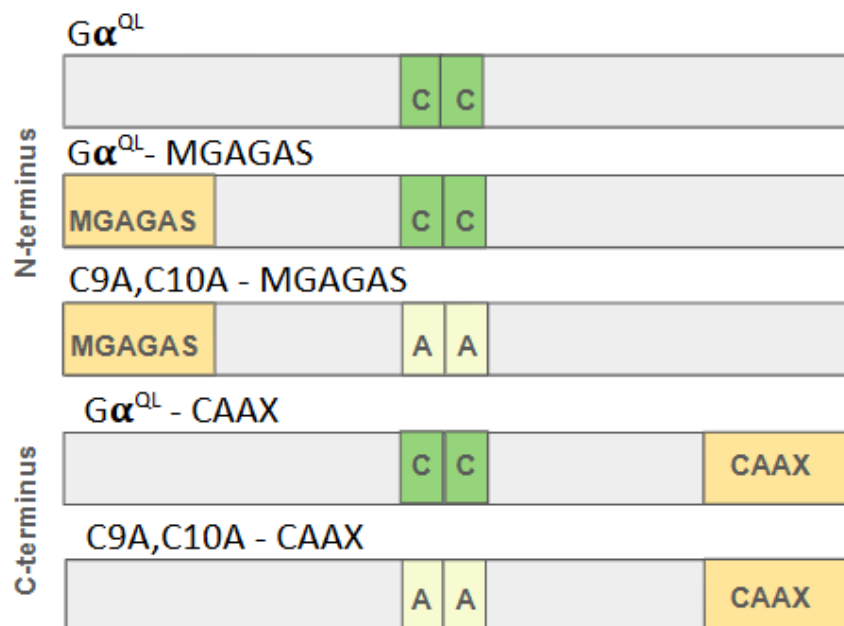 Gα^QL
C C
Gα^QL- MGAGAS
MGAGAS C C
C9A,C10A - MGAGAS
MGAGAS A A
Gα^QL - CAAX
C C CAAX
C9A,C10A - CAAX
A A CAAX
N-terminus
C-terminus